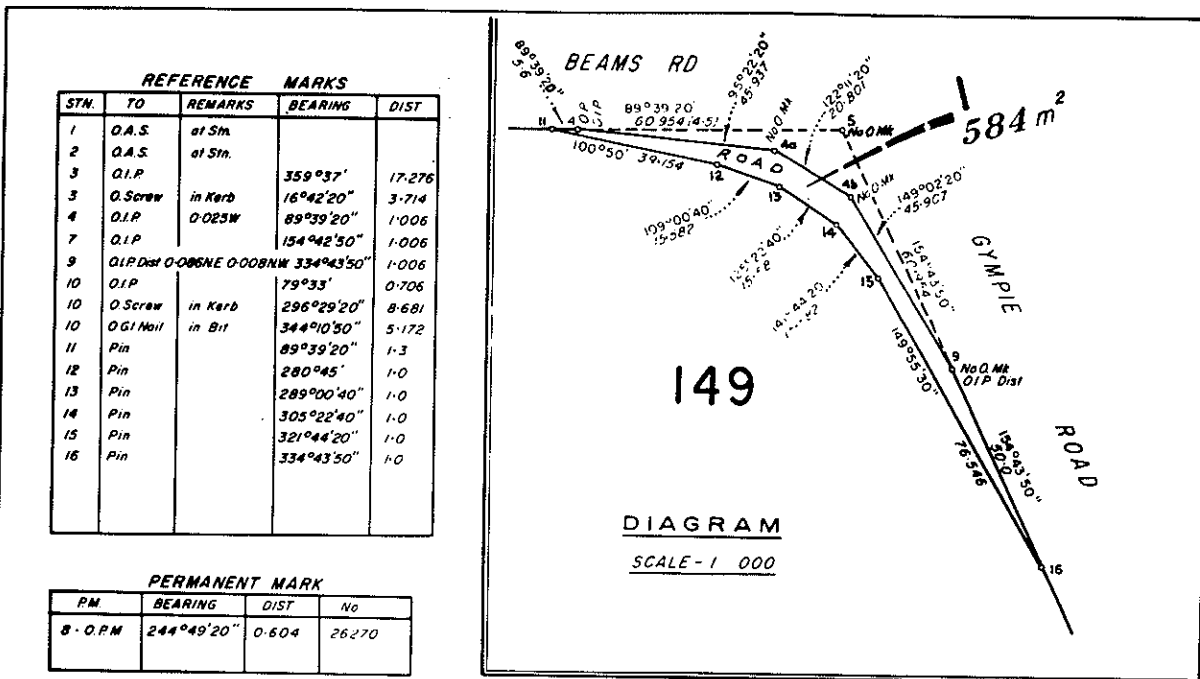 REFERENCE MARKS
STN. TO REMARKS BEARING DIST
1 O.A.S. at Stn.
2 O.A.S. at Stn.
3 O.I.P 359°37' 17·276
3 O.Screw in Kerb 16°42'20" 3·714
4 O.I.P 0·025W 89°39'20" 1·006
7 O.I.P 154°42'50" 1·006
9 O.I.P. Dist 0·086NE 0·008NW 334°43'50" 1·006
10 O.I.P 79°33' 0·706
10 O.Screw in Kerb 296°29'20" 8·681
10 O GI Nail in Bit 344°10'50" 5·172
11 Pin 89°39'20" 1·3
12 Pin 280°45' 1·0
13 Pin 289°00'40" 1·0
14 Pin 305°22'40" 1·0
15 Pin 321°44'20" 1·0
16 Pin 334°43'50" 1·0
PERMANENT MARK
P.M. BEARING DIST No
8 - O.P.M 244°49'20" 0·604 26270
BEAMS RD
89°39'20"
5·6
11
4
O.I.P
89°39'20'
95°22'20"
45·937
No O.Mk
4a
122°11'20"
20·801
5
No O Mk
584 m²
100°50' 39·154
ROAD
12
13
4b
No O.Mk
149°02'20"
45·907
109°00'40"
15·582
14
15
154°43'50"
60·954
GYMPIE
149
149°55'30"
76·546
9
No O. Mk
O I P Dist
154°43'50"
50·0
ROAD
16
DIAGRAM
SCALE - 1 000